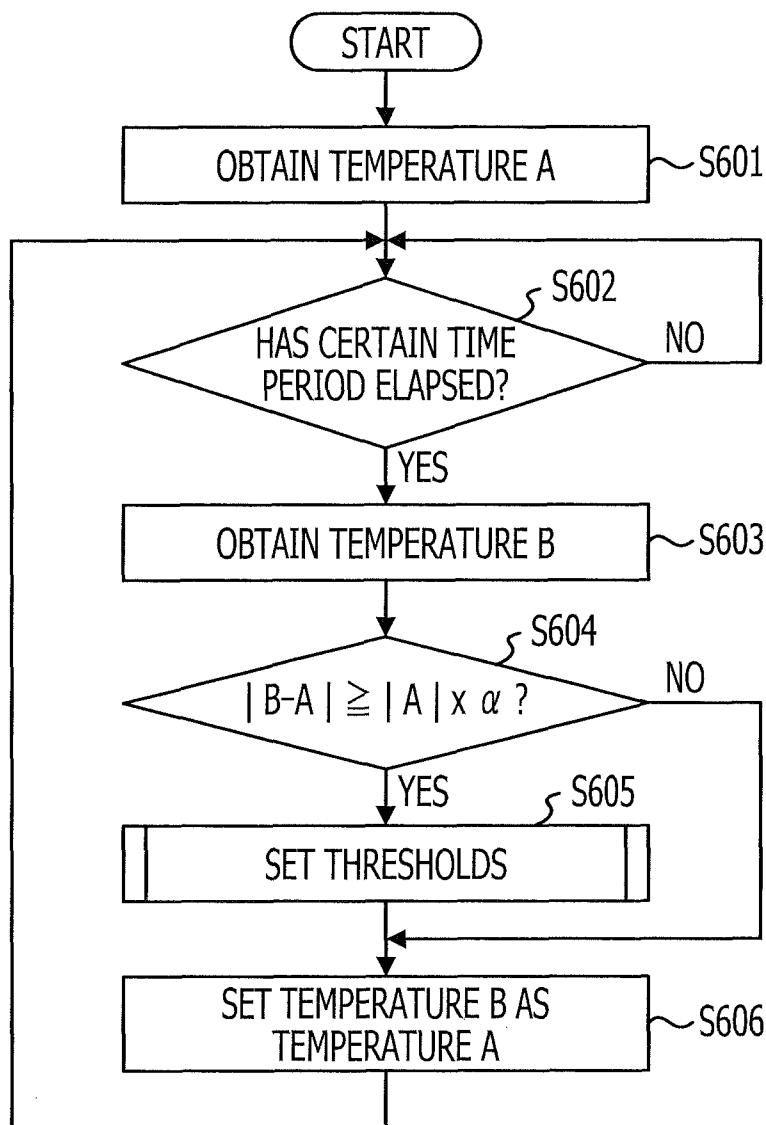 START
OBTAIN TEMPERATURE A
S601
S602
HAS CERTAIN TIME
PERIOD ELAPSED?
NO
YES
OBTAIN TEMPERATURE B
S603
S604
| B-A | ≧ | A | x α ?
NO
YES
S605
SET THRESHOLDS
SET TEMPERATURE B AS
TEMPERATURE A
S606